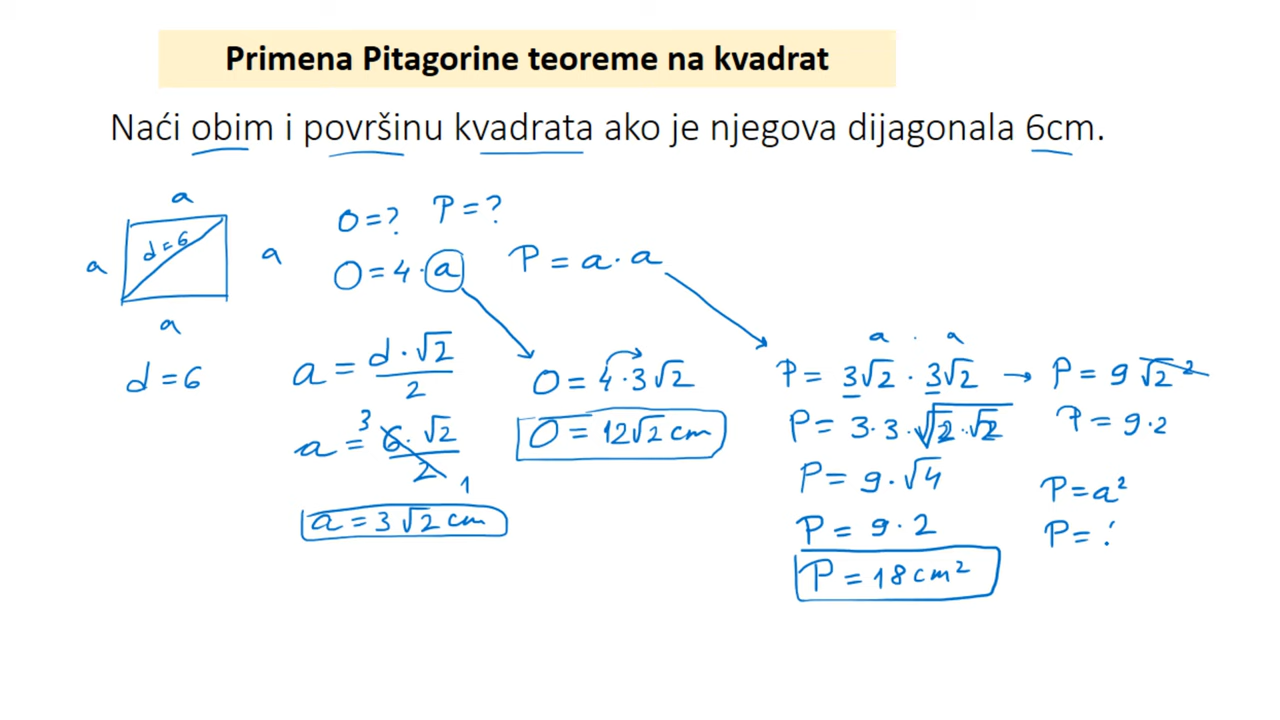 Primena Pitagorine teoreme na kvadrat
Naći obim i površinu kvadrata ako je njegova dijagonala 6cm.
a
a
d=6
a
a
d=6
O=? P=?
O=4·a P=a·a
a=d·√2/2
a=6·√2/2 3 1
a=3√2 cm
O=4·3√2
O=12√2 cm
a · a
P=3√2·3√2 → P=9√2²
P=3·3·√2·√2 P=9·2
P=9·√4
P=9·2
P=18cm²
P=a²
P=